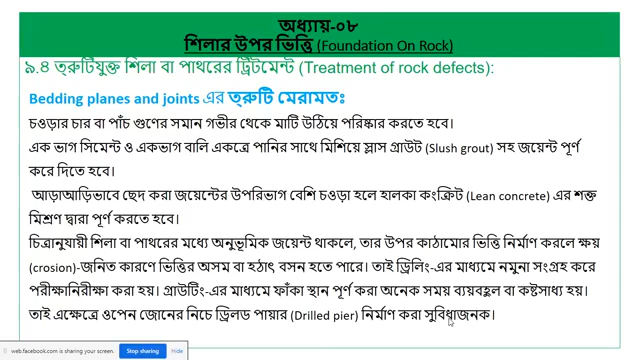 অধ্যায়-০৮
শিলার উপর ভিত্তি (Foundation On Rock)
৯.৪ ত্রুটিযুক্ত শিলা বা পাথরের ট্রিটমেন্ট (Treatment of rock defects):
Bedding planes and joints এর ত্রুটি মেরামতঃ
চওড়ার চার বা পাঁচ গুণের সমান গভীর থেকে মাটি উঠিয়ে পরিষ্কার করতে হবে।
এক ভাগ সিমেন্ট ও একভাগ বালি একত্রে পানির সাথে মিশিয়ে স্লাস গ্রাউট (Slush grout) সহ জয়েন্ট পূর্ণ
করে দিতে হবে।
আড়াআড়িভাবে ছেদ করা জয়েন্টের উপরিভাগ বেশি চওড়া হলে হালকা কংক্রিট (Lean concrete) এর শক্ত
মিশ্রণ দ্বারা পূর্ণ করতে হবে।
চিত্রানুযায়ী শিলা বা পাথরের মধ্যে অনুভূমিক জয়েন্ট থাকলে, তার উপর কাঠামোর ভিত্তি নির্মাণ করলে ক্ষয়
(crosion)-জনিত কারণে ভিত্তির অসম বা হঠাৎ বসন হতে পারে। তাই ড্রিলিং-এর মাধ্যমে নমুনা সংগ্রহ করে
পরীক্ষানিরীক্ষা করা হয়। গ্রাউটিং-এর মাধ্যমে ফাঁকা স্থান পূর্ণ করা অনেক সময় ব্যয়বহুল বা কষ্টসাধ্য হয়।
তাই এক্ষেত্রে ওপেন জোনের নিচে ড্রিলড পায়ার (Drilled pier) নির্মাণ করা সুবিধাজনক।
web.facebook.com is sharing your screen.
Stop sharing
Hide